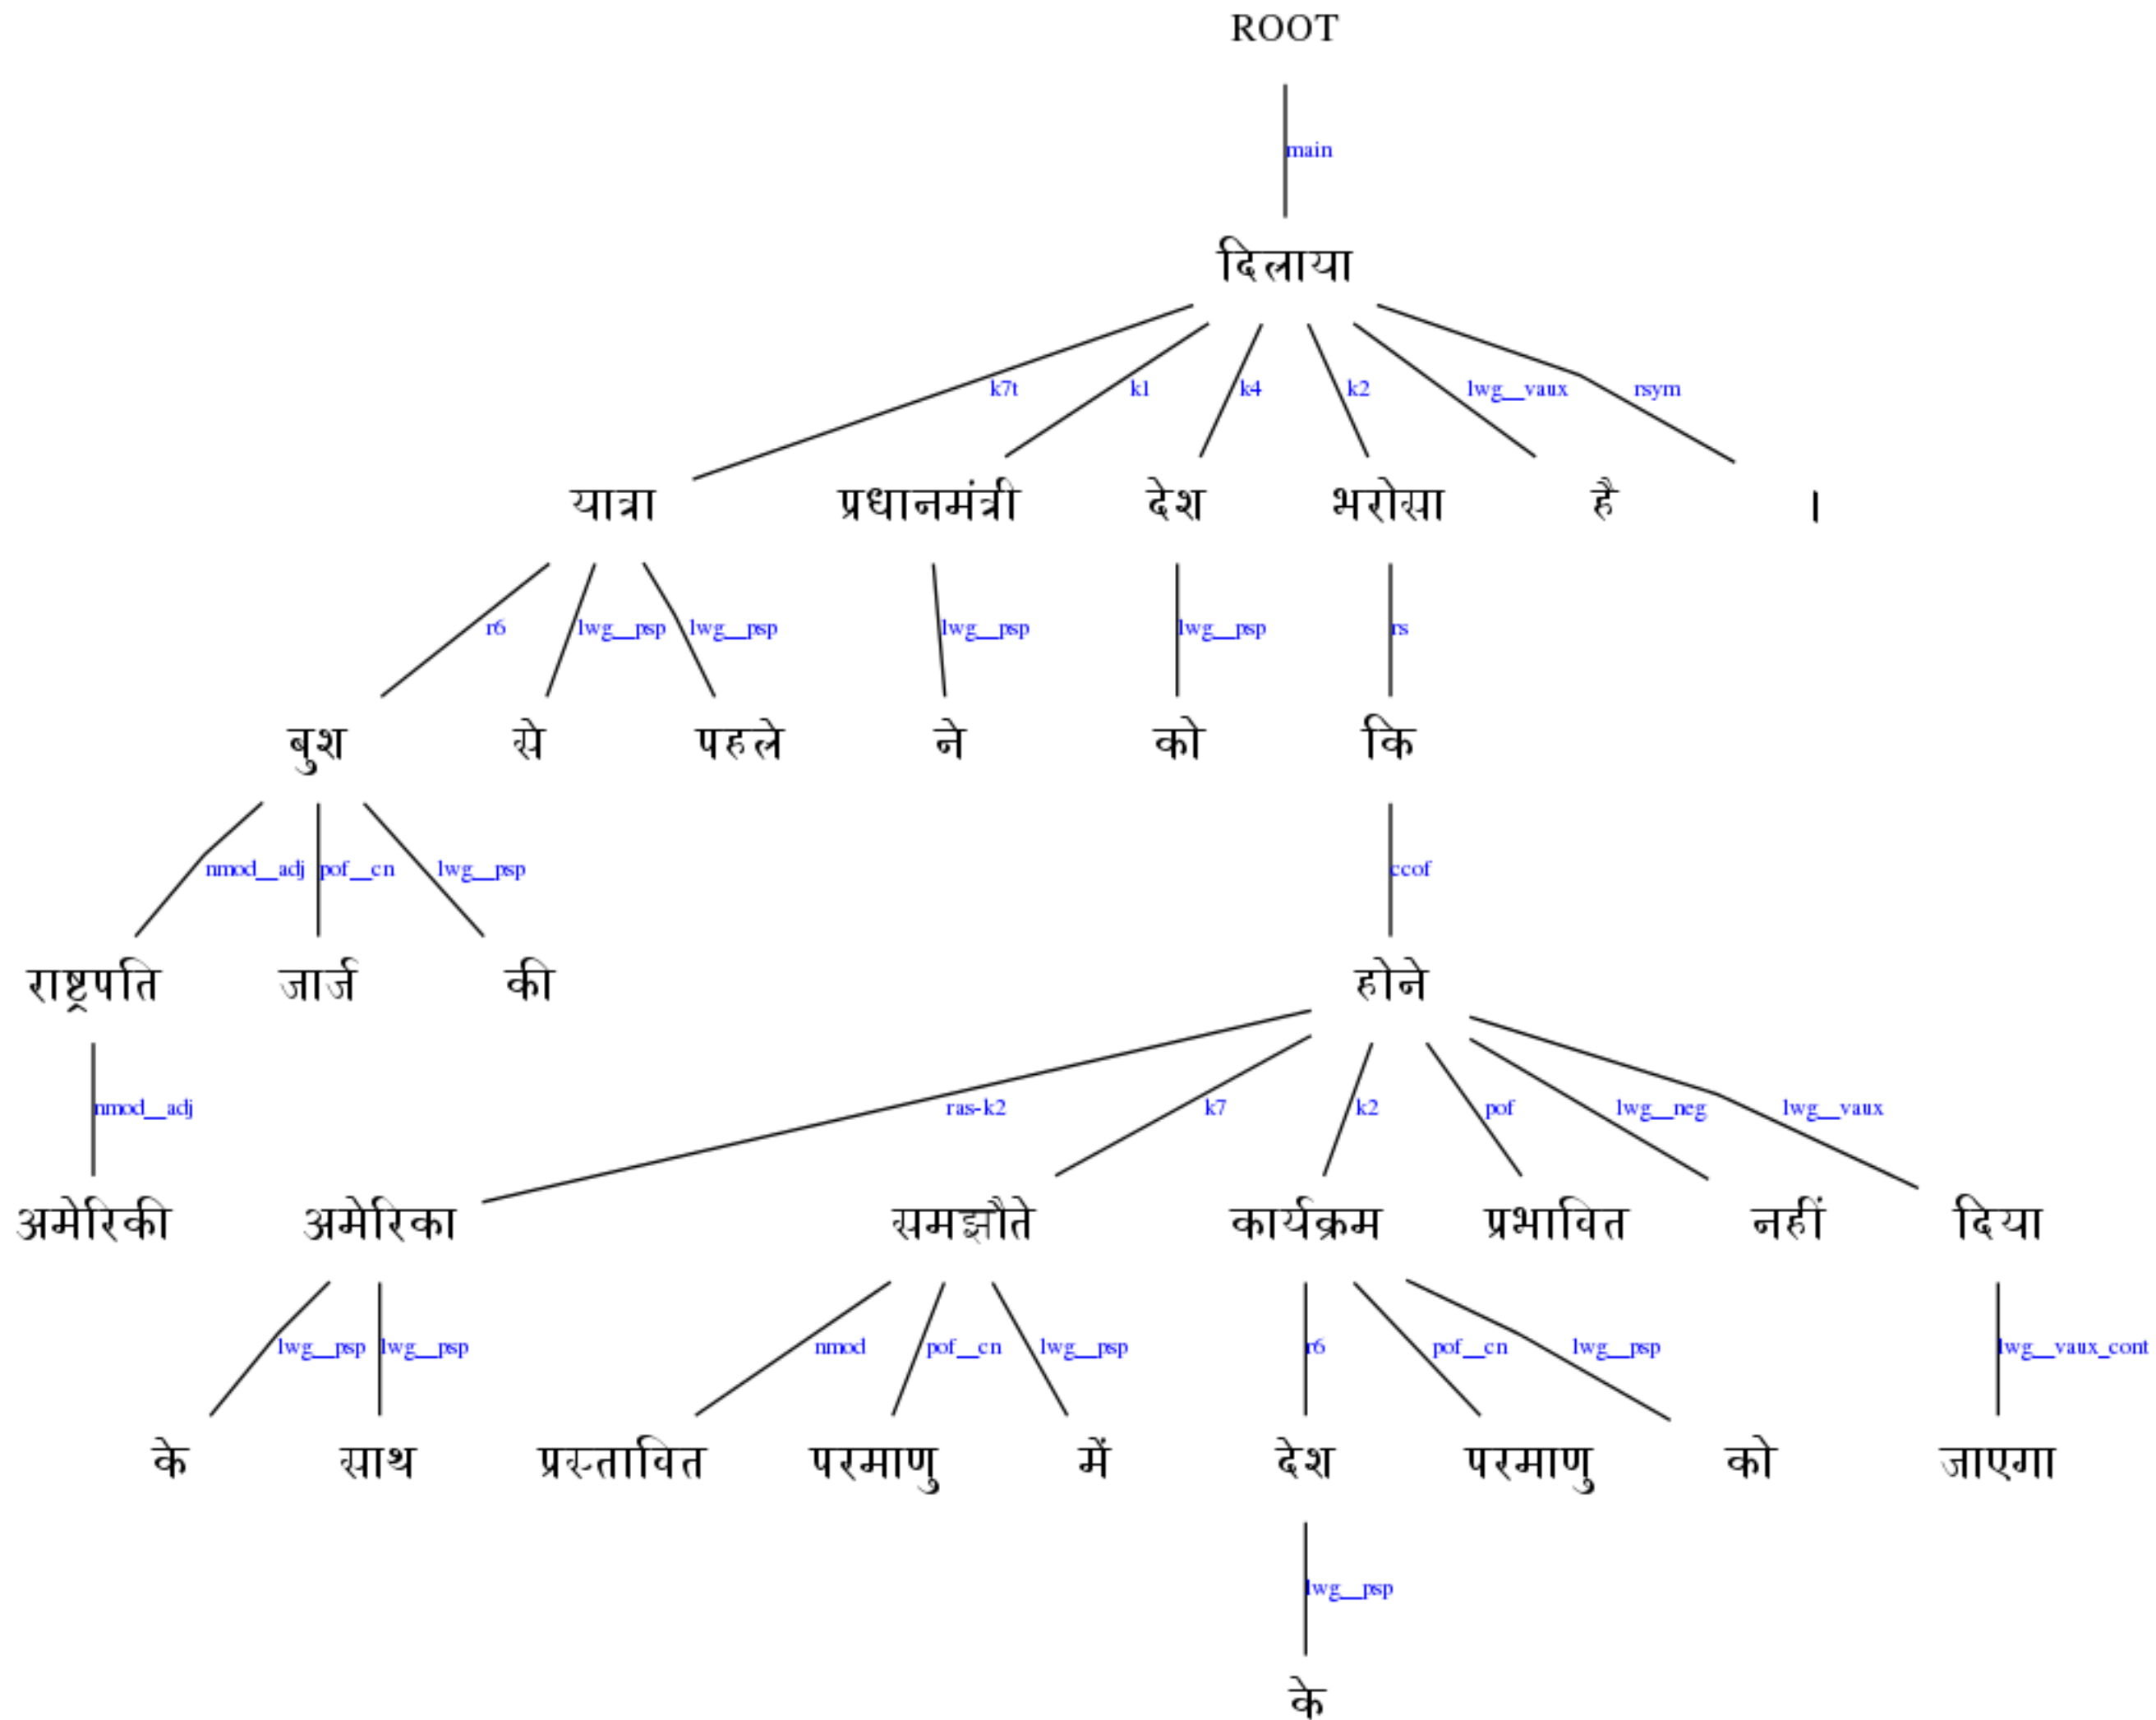 ROOT
main
दिलाया
k7t k1 k4 k2 lwg__vaux rsym
यात्रा प्रधानमंत्री देश भरोसा है ।
r6 lwg__psp lwg__psp lwg__psp lwg__psp rs
बुश से पहले ने को कि
nmod__adj pof__cn lwg__psp ccof
राष्ट्रपति जार्ज की होने
nmod__adj ras-k2 k7 k2 pof lwg__neg lwg__vaux
अमेरिकी अमेरिका समझौते कार्यक्रम प्रभावित नहीं दिया
lwg__psp lwg__psp nmod pof__cn lwg__psp r6 pof__cn lwg__psp lwg__vaux_cont
के साथ प्रस्तावित परमाणु में देश परमाणु को जाएगा
lwg__psp
के